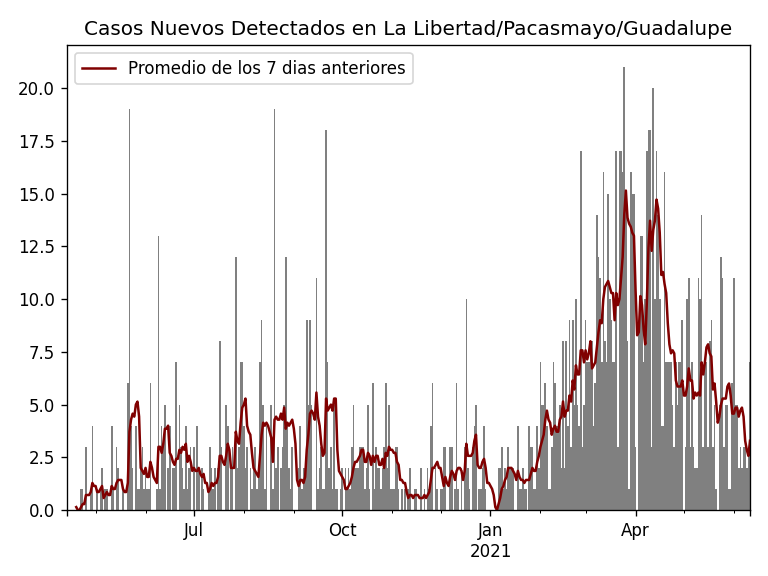 Casos Nuevos Detectados en La Libertad/Pacasmayo/Guadalupe
Promedio de los 7 dias anteriores
20.0
17.5
15.0
12.5
10.0
7.5
5.0
2.5
0.0
Jul
Oct
Jan
2021
Apr